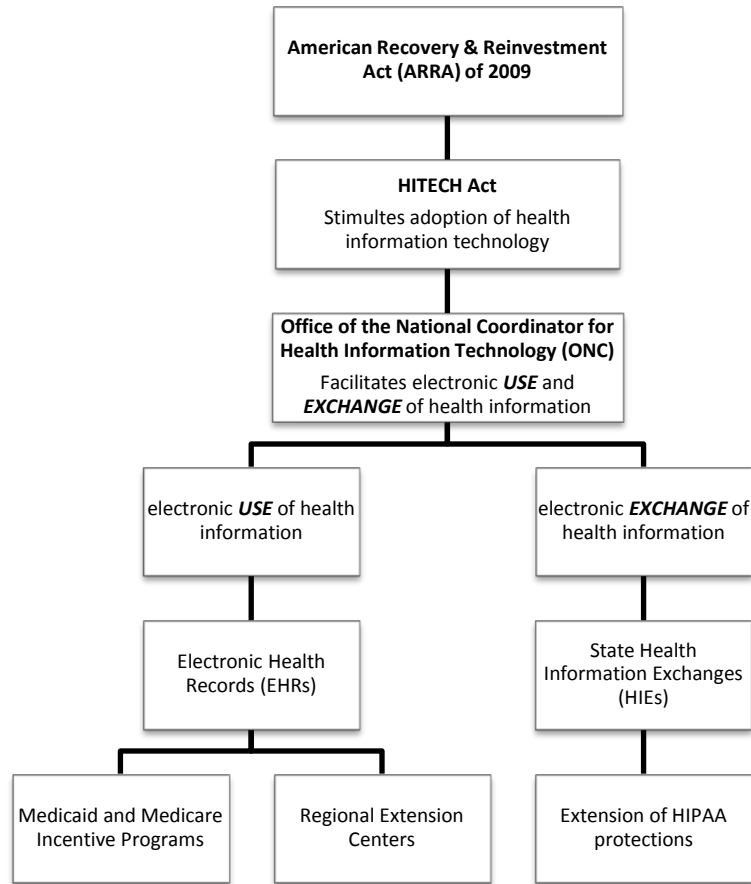 American Recovery & Reinvestment
Act (ARRA) of 2009
HITECH Act
Stimultes adoption of health
information technology
Office of the National Coordinator for
Health Information Technology (ONC)
Facilitates electronic USE and
EXCHANGE of health information
electronic USE of health
information
electronic EXCHANGE of
health information
Electronic Health
Records (EHRs)
State Health
Information Exchanges
(HIEs)
Medicaid and Medicare
Incentive Programs
Regional Extension
Centers
Extension of HIPAA
protections